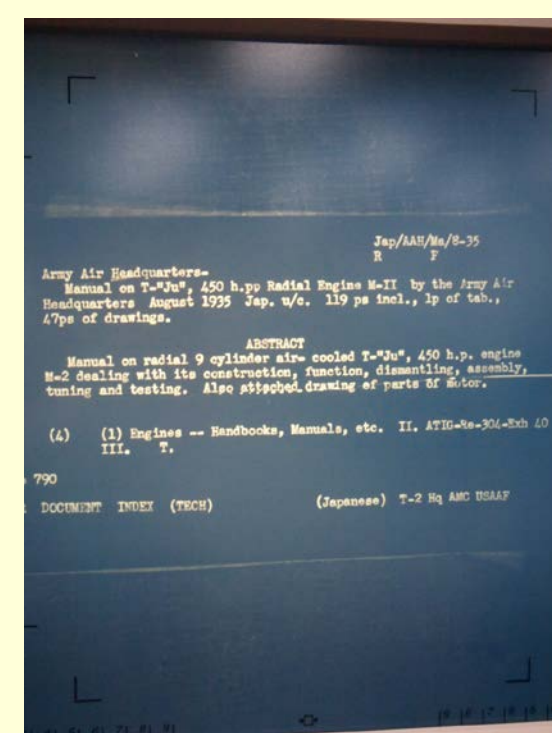 Jap/AAH/Ma/8-35
R F
Army Air Headquarters-
Manual on T-"Ju", 450 h.pp Radial Engine M-II by the Army Air
Headquarters August 1935 Jap. u/c. 119 ps incl., 1p of tab.,
47ps of drawings.
ABSTRACT
Manual on radial 9 cylinder air- cooled T-"Ju", 450 h.p. engine
M-2 dealing with its construction, function, dismantling, assembly,
tuning and testing. Also attached drawing of parts of motor.
(4) (1) Engines -- Handbooks, Manuals, etc. II. ATIG-Re-304-Exh 40
III. T.
790
DOCUMENT INDEX (TECH) (Japanese) T-2 Hq AMC USAAF